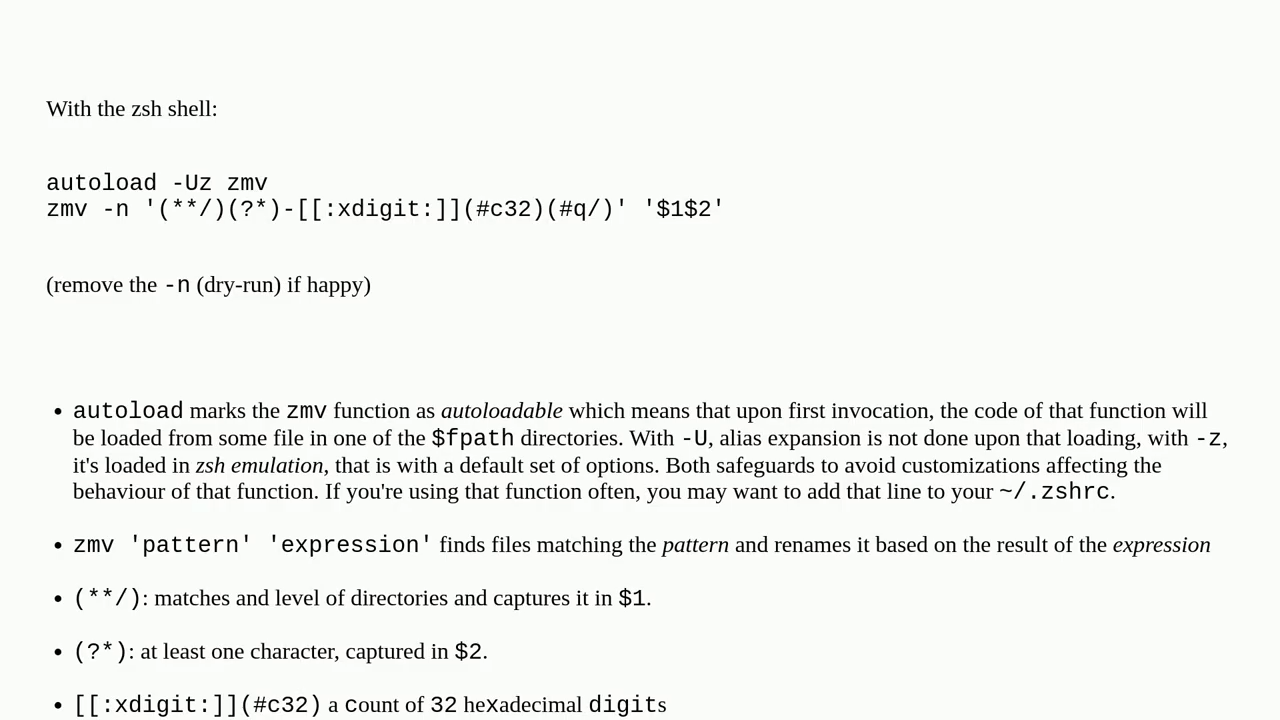 With the zsh shell:
autoload -Uz zmv
zmv -n '(**/)(?*)-[[:xdigit:]](#c32)(#q/)' '$1$2'
(remove the -n (dry-run) if happy)
• autoload marks the zmv function as autoloadable which means that upon first invocation, the code of that function will
be loaded from some file in one of the $fpath directories. With -U, alias expansion is not done upon that loading, with -z,
it's loaded in zsh emulation, that is with a default set of options. Both safeguards to avoid customizations affecting the
behaviour of that function. If you're using that function often, you may want to add that line to your ~/.zshrc.
• zmv 'pattern' 'expression' finds files matching the pattern and renames it based on the result of the expression
• (**/): matches and level of directories and captures it in $1.
• (?*): at least one character, captured in $2.
• [[:xdigit:]](#c32) a count of 32 hexadecimal digits